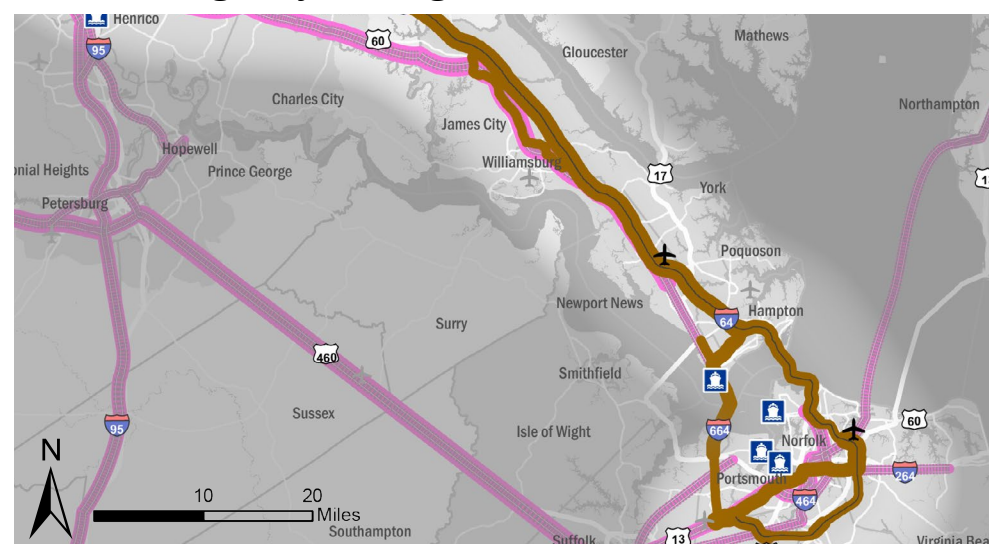 Henrico
95
60
Gloucester
Mathews
Charles City
Northampton
James City
Hopewell
Williamsburg
onial Heights
Prince George
17
York
Petersburg
Poquoson
Newport News
Hampton
64
Surry
460
Smithfield
Sussex
95
664
60
Isle of Wight
Norfolk
N
264
Portsmouth
464
10
20
Miles
Southampton
Suffolk
13
Virginia Bea